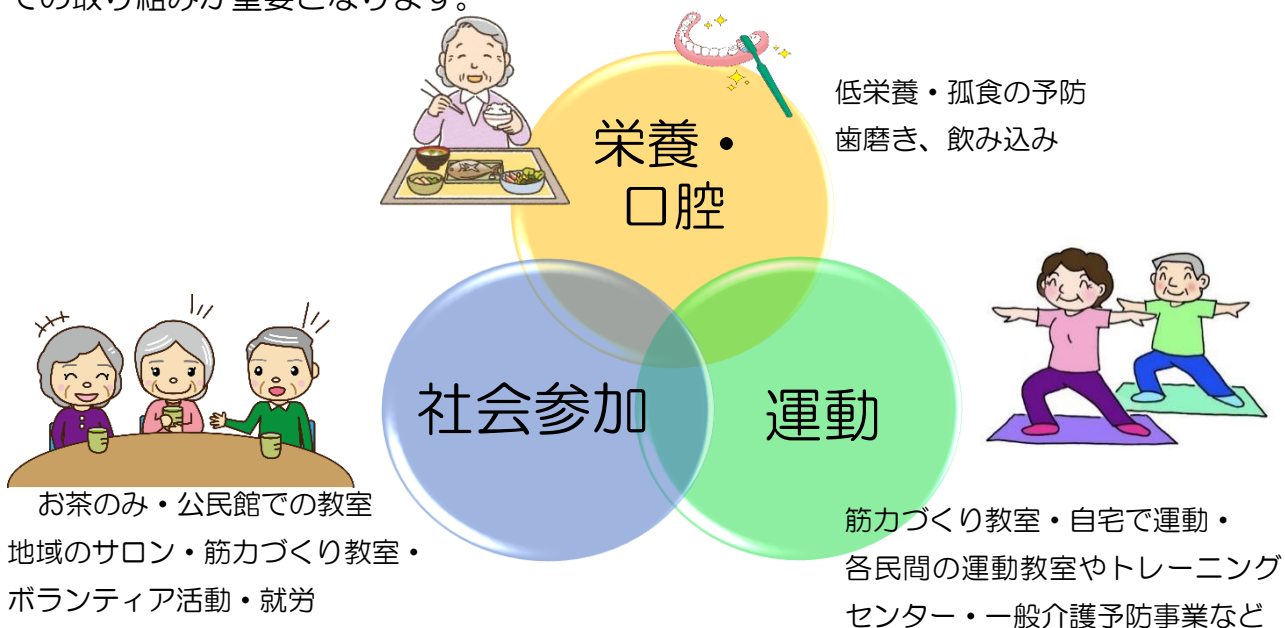 での取り組みが重要となります。
栄養・
口腔
低栄養・孤食の予防
歯磨き、飲み込み
社会参加
運動
お茶のみ・公民館での教室
地域のサロン・筋力づくり教室・
ボランティア活動・就労
筋力づくり教室・自宅で運動・
各民間の運動教室やトレーニング
センター・一般介護予防事業など